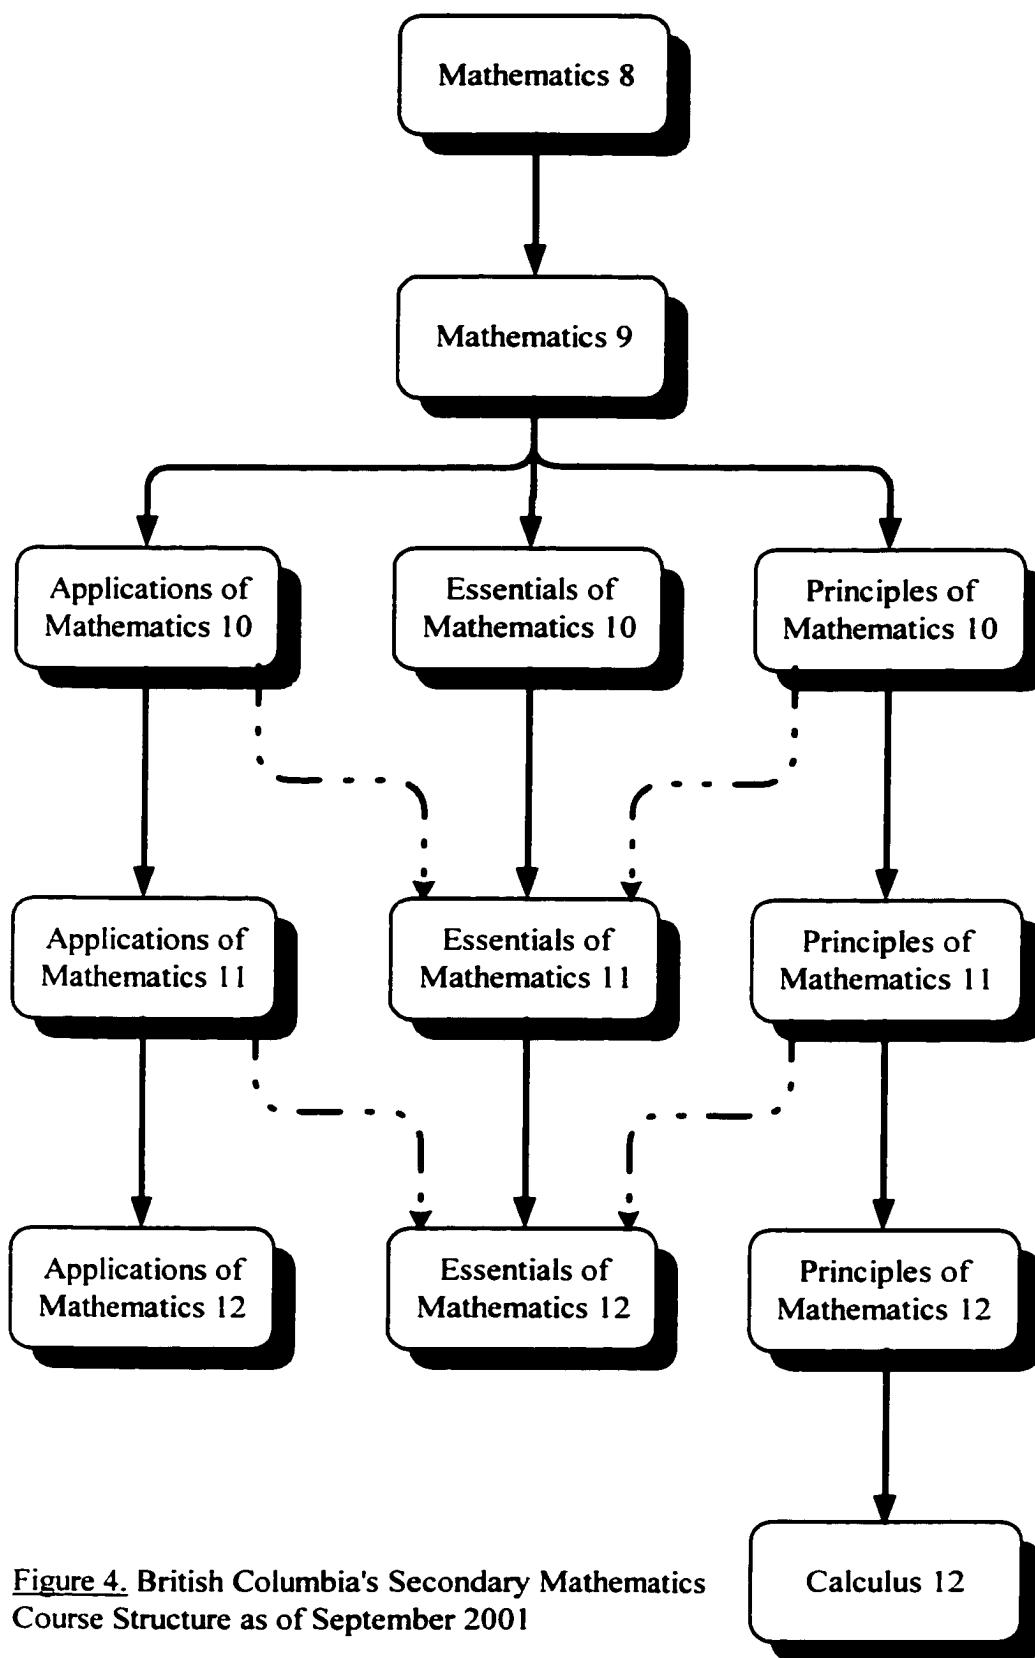 Mathematics 8
Mathematics 9
Applications of
Mathematics 10
Essentials of
Mathematics 10
Principles of
Mathematics 10
Applications of
Mathematics 11
Essentials of
Mathematics 11
Principles of
Mathematics 11
Applications of
Mathematics 12
Essentials of
Mathematics 12
Principles of
Mathematics 12
Calculus 12
Figure 4. British Columbia's Secondary Mathematics
Course Structure as of September 2001